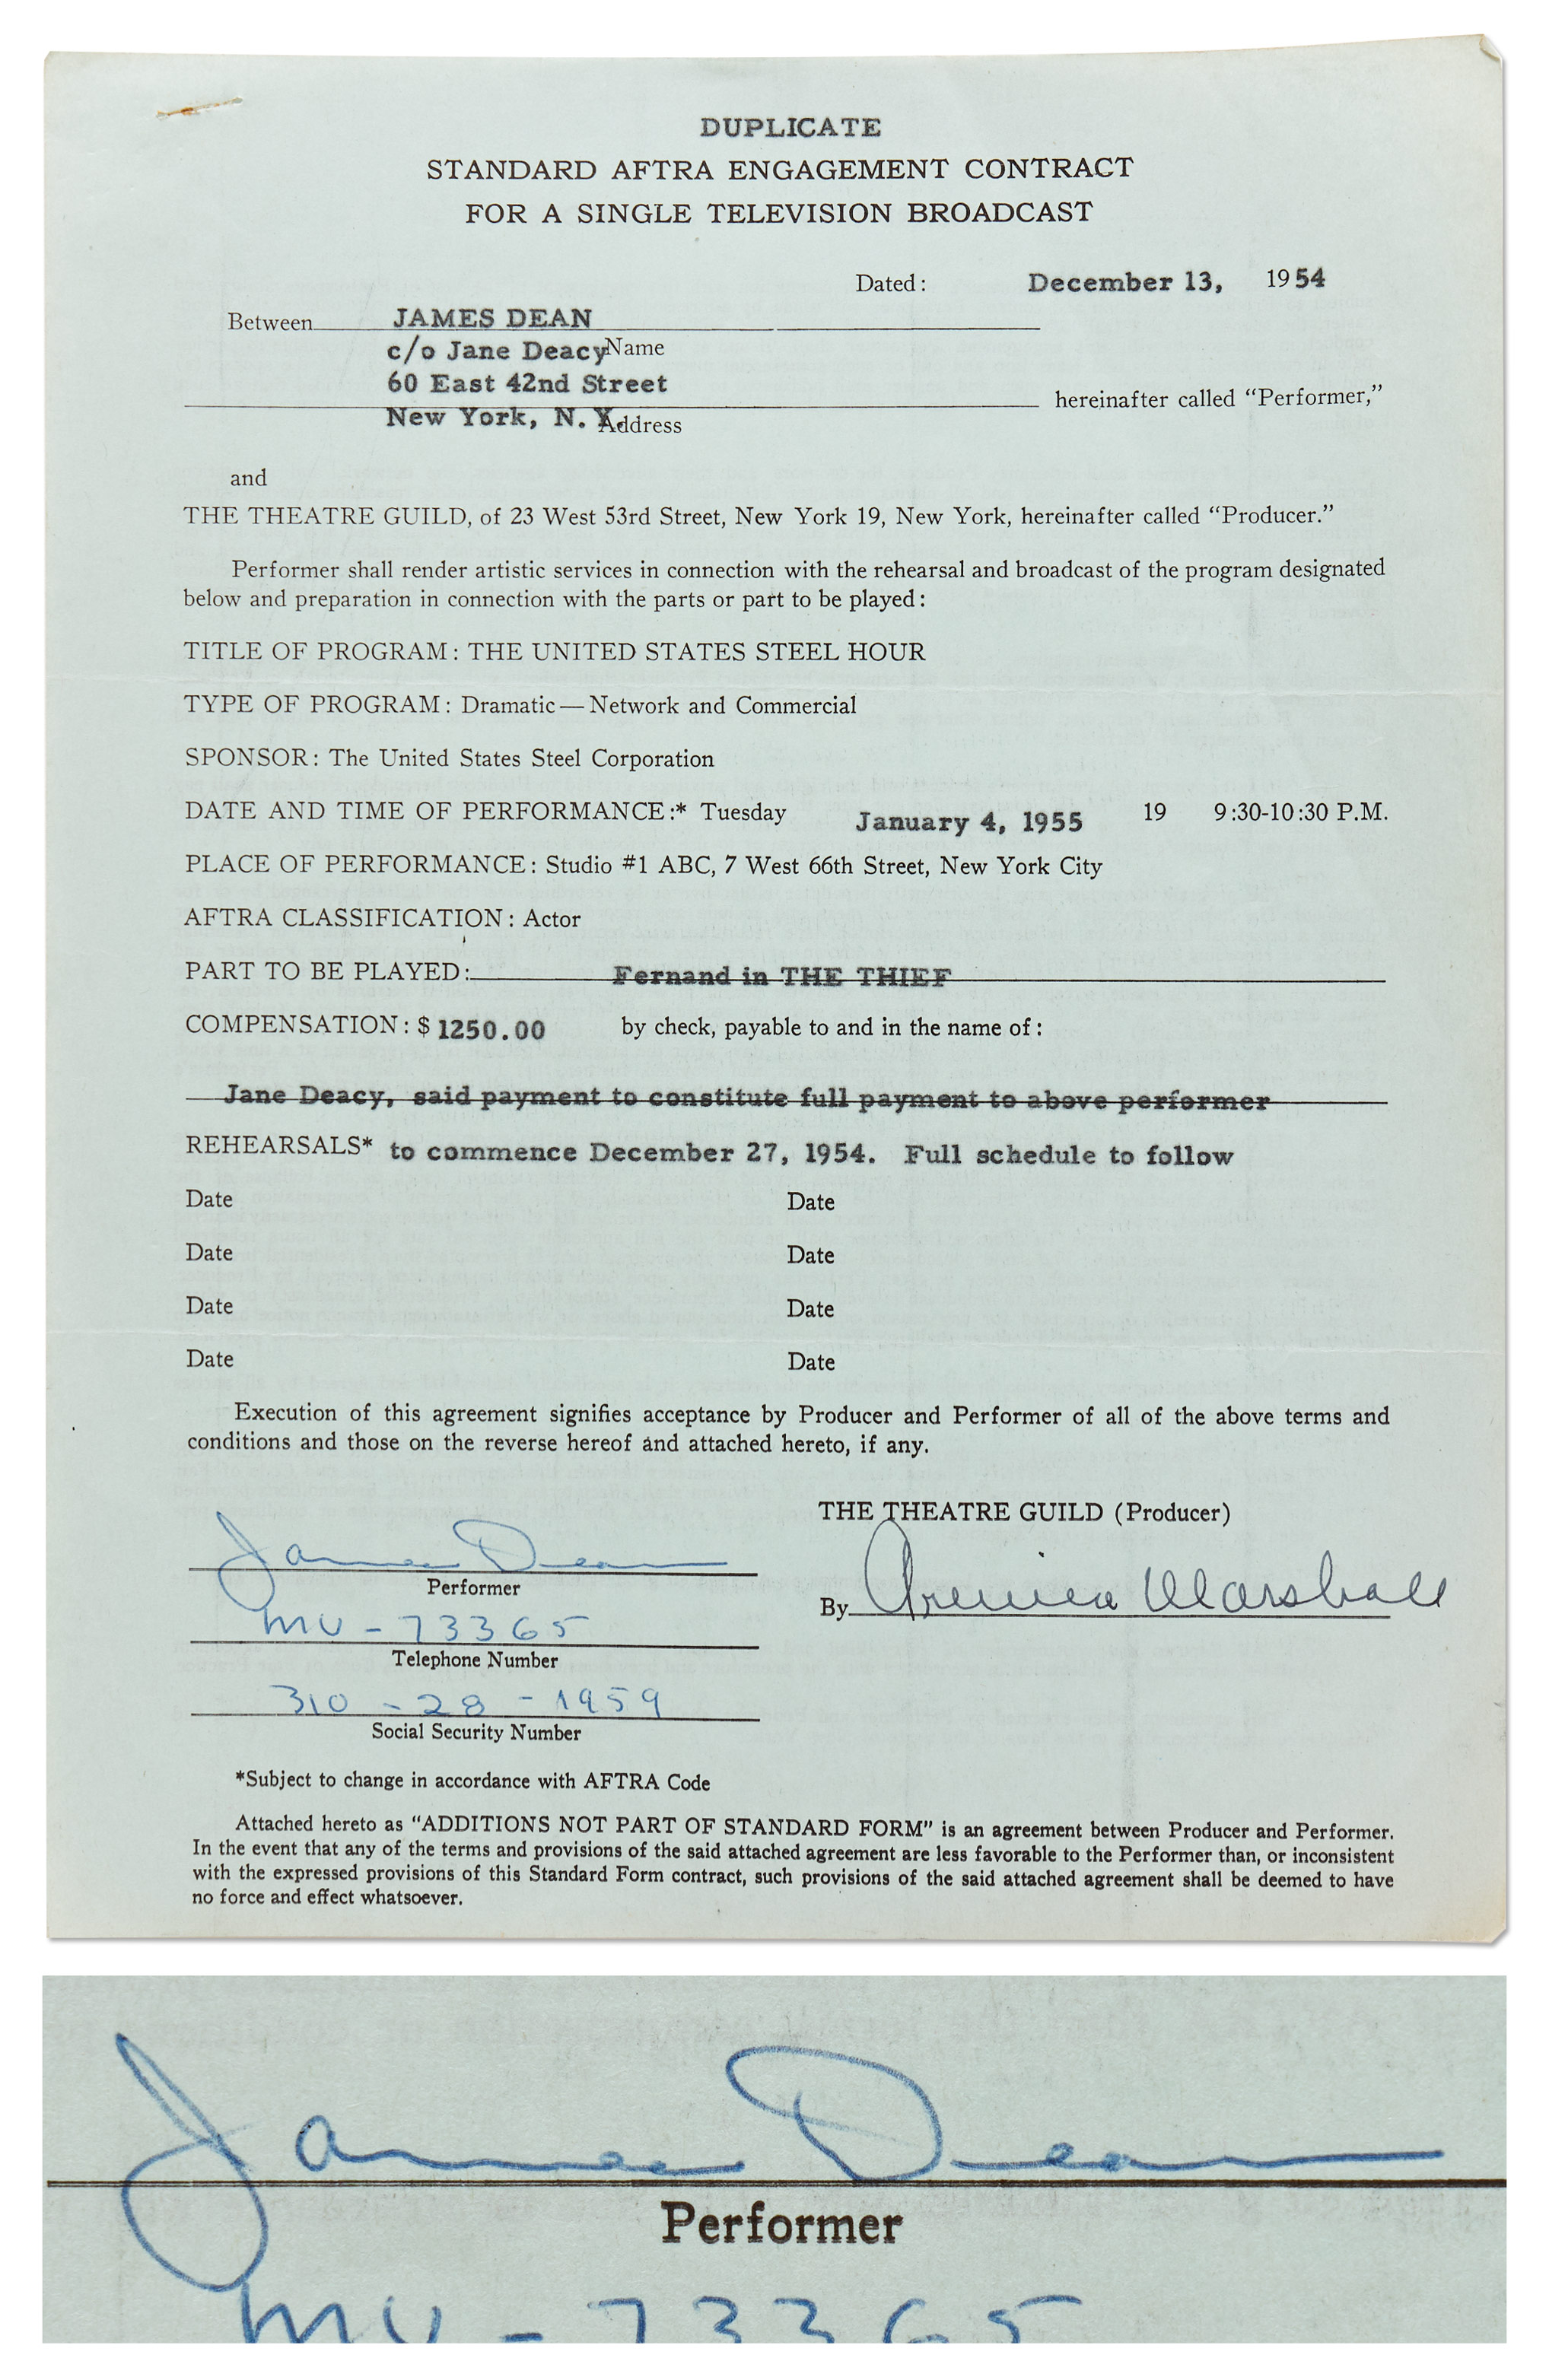 DUPLICATE
STANDARD AFTRA ENGAGEMENT CONTRACT
FOR A SINGLE TELEVISION BROADCAST
Dated: December 13, 1954
Between JAMES DEAN
c/o Jane Deacy Name
60 East 42nd Street
hereinafter called “Performer,”
New York, N. Y. Address
and
THE THEATRE GUILD, of 23 West 53rd Street, New York 19, New York, hereinafter called “Producer.”
Performer shall render artistic services in connection with the rehearsal and broadcast of the program designated
below and preparation in connection with the parts or part to be played:
TITLE OF PROGRAM: THE UNITED STATES STEEL HOUR
TYPE OF PROGRAM: Dramatic—Network and Commercial
SPONSOR: The United States Steel Corporation
DATE AND TIME OF PERFORMANCE:* Tuesday January 4, 1955 19 9:30-10:30 P.M.
PLACE OF PERFORMANCE: Studio #1 ABC, 7 West 66th Street, New York City
AFTRA CLASSIFICATION: Actor
PART TO BE PLAYED: Fernand in THE THIEF
COMPENSATION: $ 1250.00 by check, payable to and in the name of:
Jane Deacy, said payment to constitute full payment to above performer
REHEARSALS* to commence December 27, 1954. Full schedule to follow
Date Date
Date Date
Date Date
Date Date
Execution of this agreement signifies acceptance by Producer and Performer of all of the above terms and
conditions and those on the reverse hereof and attached hereto, if any.
THE THEATRE GUILD (Producer)
James Dean
Performer
By Armina Marshall
MU - 73365
Telephone Number
310 - 28 - 1959
Social Security Number
*Subject to change in accordance with AFTRA Code
Attached hereto as “ADDITIONS NOT PART OF STANDARD FORM” is an agreement between Producer and Performer.
In the event that any of the terms and provisions of the said attached agreement are less favorable to the Performer than, or inconsistent
with the expressed provisions of this Standard Form contract, such provisions of the said attached agreement shall be deemed to have
no force and effect whatsoever.
James Dean
Performer
MU - 73365